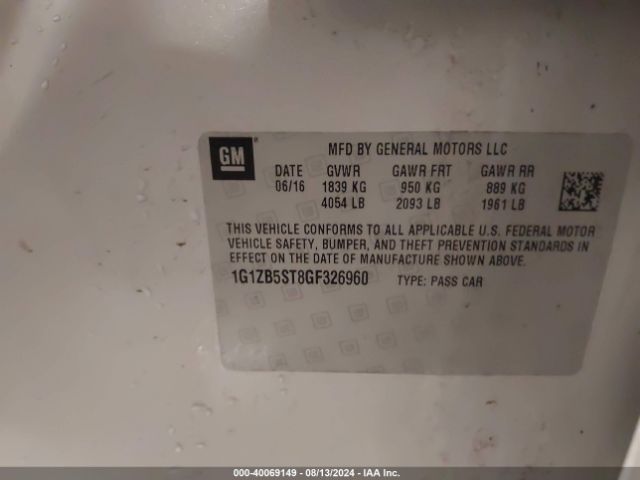 GM
®
MFD BY GENERAL MOTORS LLC
DATE GVWR GAWR FRT GAWR RR
06/16 1839 KG 950 KG 889 KG
4054 LB 2093 LB 1961 LB
THIS VEHICLE CONFORMS TO ALL APPLICABLE U.S. FEDERAL MOTOR
VEHICLE SAFETY, BUMPER, AND THEFT PREVENTION STANDARDS IN
EFFECT ON THE DATE OF MANUFACTURE SHOWN ABOVE.
1G1ZB5ST8GF326960 TYPE: PASS CAR
000-40069149 - 08/13/2024 - IAA Inc.